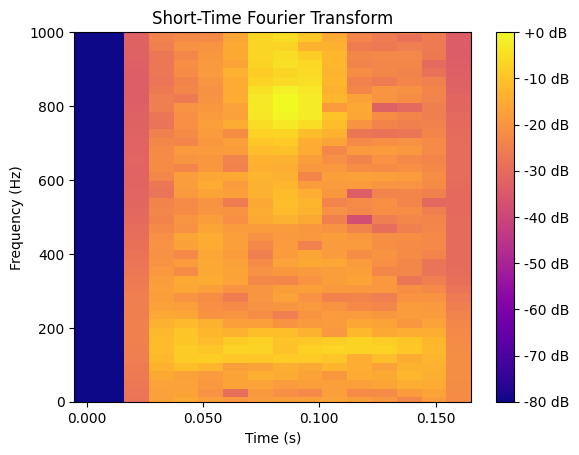 Short-Time Fourier Transform
1000
800
600
400
200
0
Frequency (Hz)
0.000
0.050
0.100
0.150
Time (s)
+0 dB
-10 dB
-20 dB
-30 dB
-40 dB
-50 dB
-60 dB
-70 dB
-80 dB